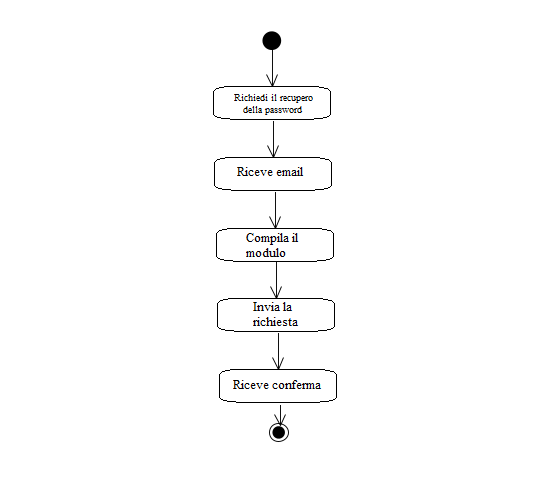 Richiedi il recupero
della password
Riceve email
Compila il
modulo
Invia la
richiesta
Riceve conferma